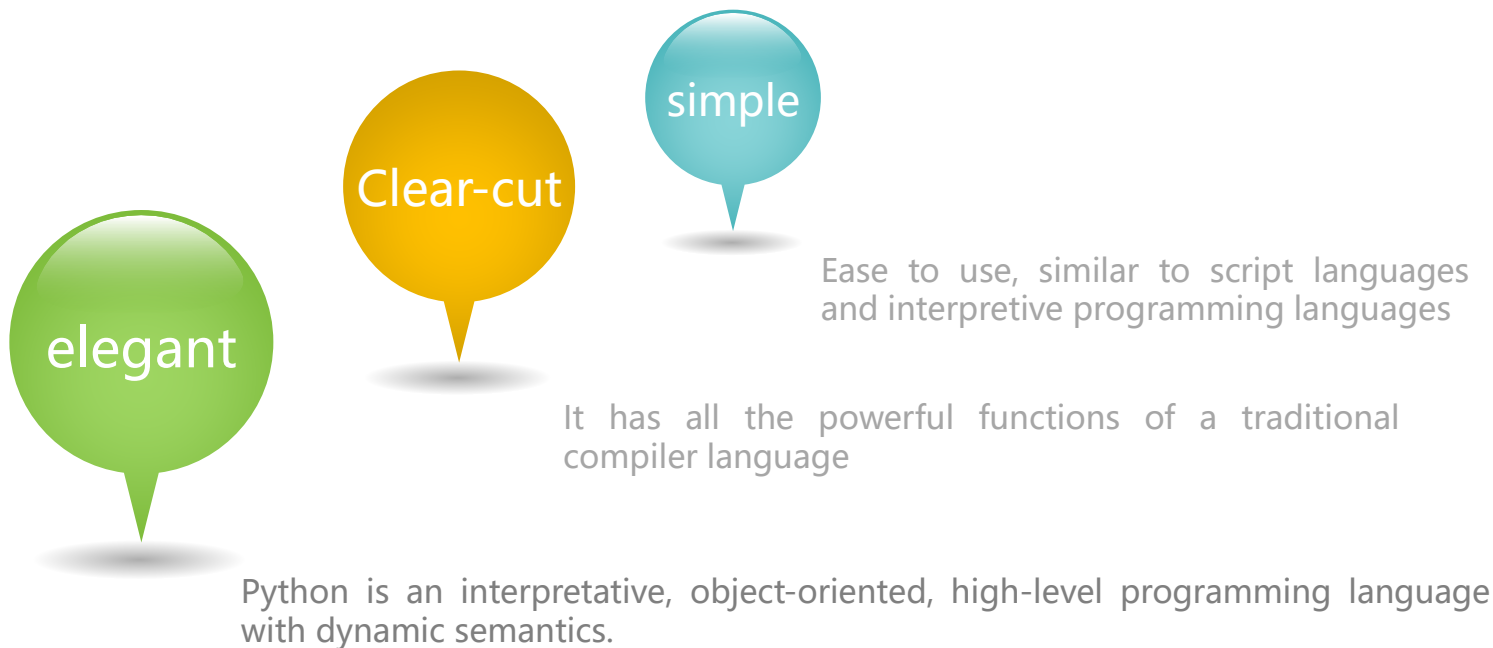 simple
Clear-cut
elegant
Ease to use, similar to script languages
and interpretive programming languages
It has all the powerful functions of a traditional
compiler language
Python is an interpretative, object-oriented, high-level programming language
with dynamic semantics.